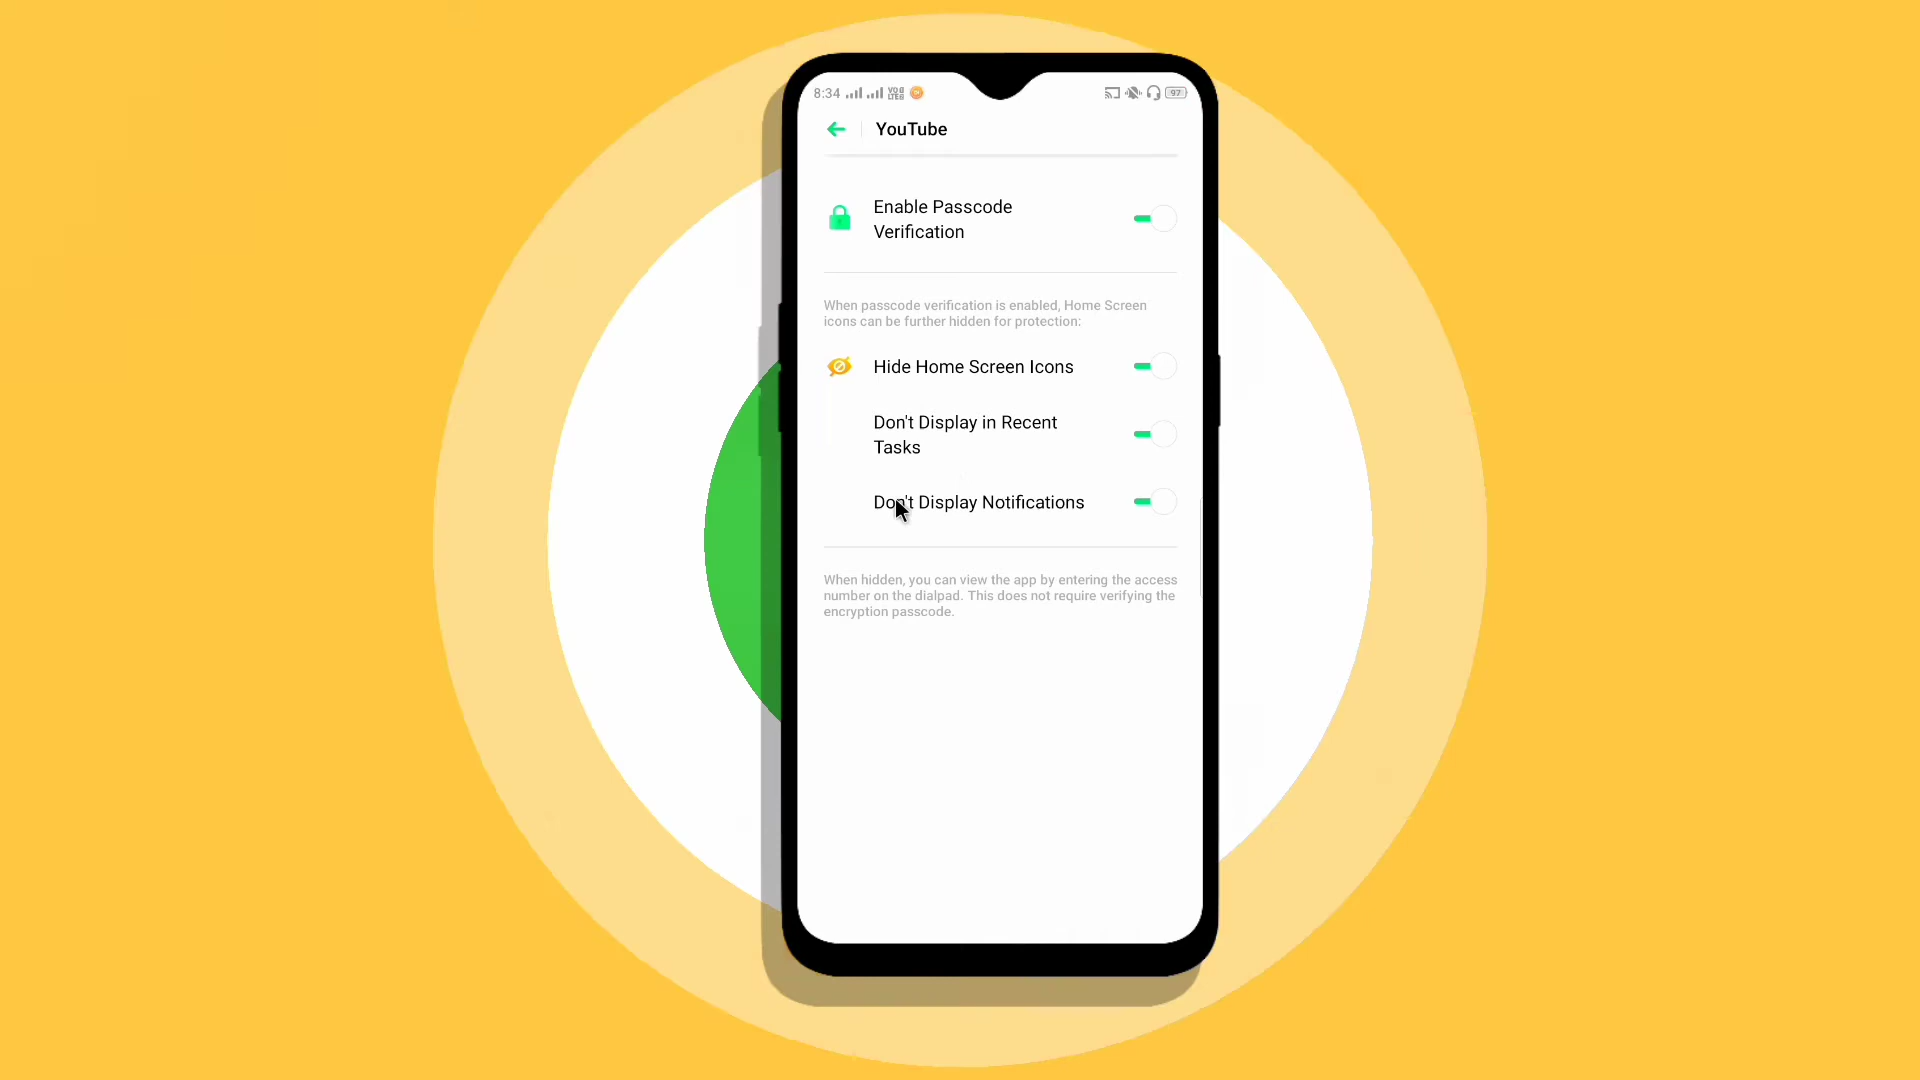 8:34
97
YouTube
Enable Passcode
Verification
When passcode verification is enabled, Home Screen
icons can be further hidden for protection:
Hide Home Screen Icons
Don't Display in Recent
Tasks
Don't Display Notifications
When hidden, you can view the app by entering the access
number on the dialpad. This does not require verifying the
encryption passcode.